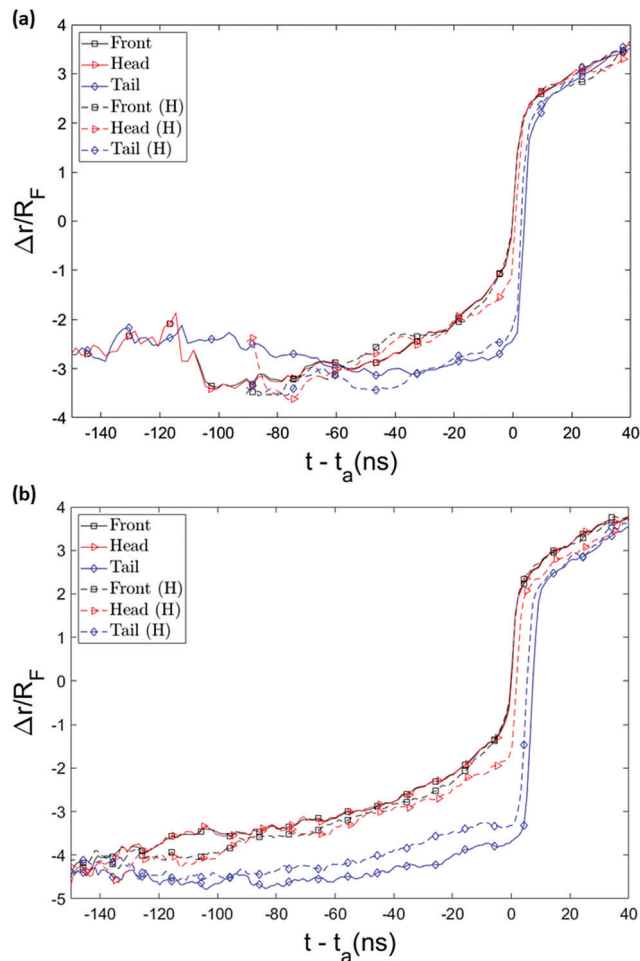 (a)
4
3
2
1
0
-1
-2
-3
-4
Δr/R_F
Front
Head
Tail
Front (H)
Head (H)
Tail (H)
-140 -120 -100 -80 -60 -40 -20 0 20 40
t - t_a(ns)
(b)
4
3
2
1
0
-1
-2
-3
-4
-5
Δr/R_F
Front
Head
Tail
Front (H)
Head (H)
Tail (H)
-140 -120 -100 -80 -60 -40 -20 0 20 40
t - t_a(ns)